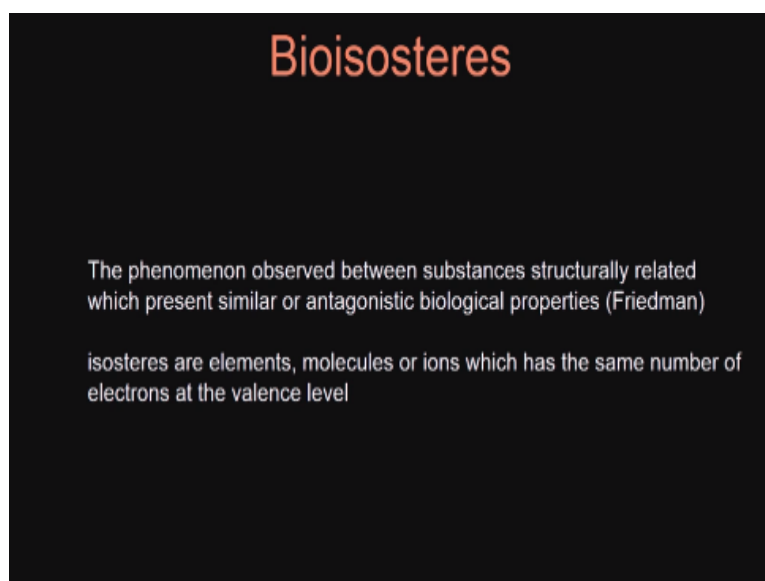 Bioisosteres
The phenomenon observed between substances structurally related
which present similar or antagonistic biological properties (Friedman)
isosteres are elements, molecules or ions which has the same number of
electrons at the valence level